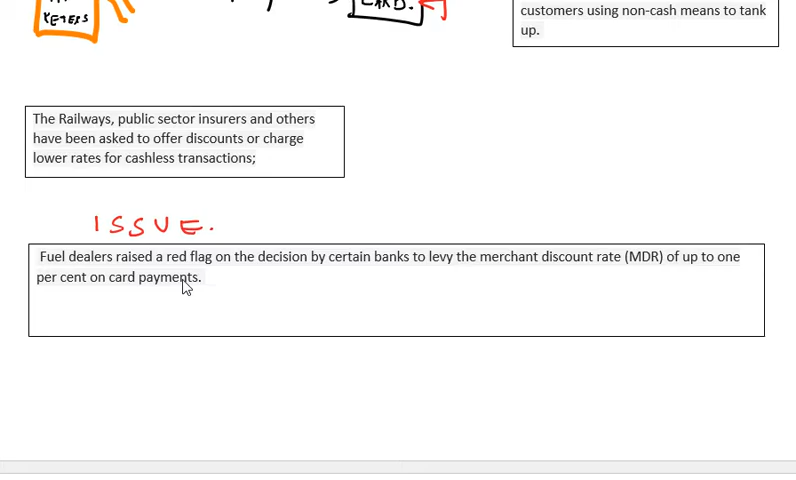 KETERS
CARD.
customers using non-cash means to tank
up.
The Railways, public sector insurers and others
have been asked to offer discounts or charge
lower rates for cashless transactions;
ISSUE.
Fuel dealers raised a red flag on the decision by certain banks to levy the merchant discount rate (MDR) of up to one
per cent on card payments.